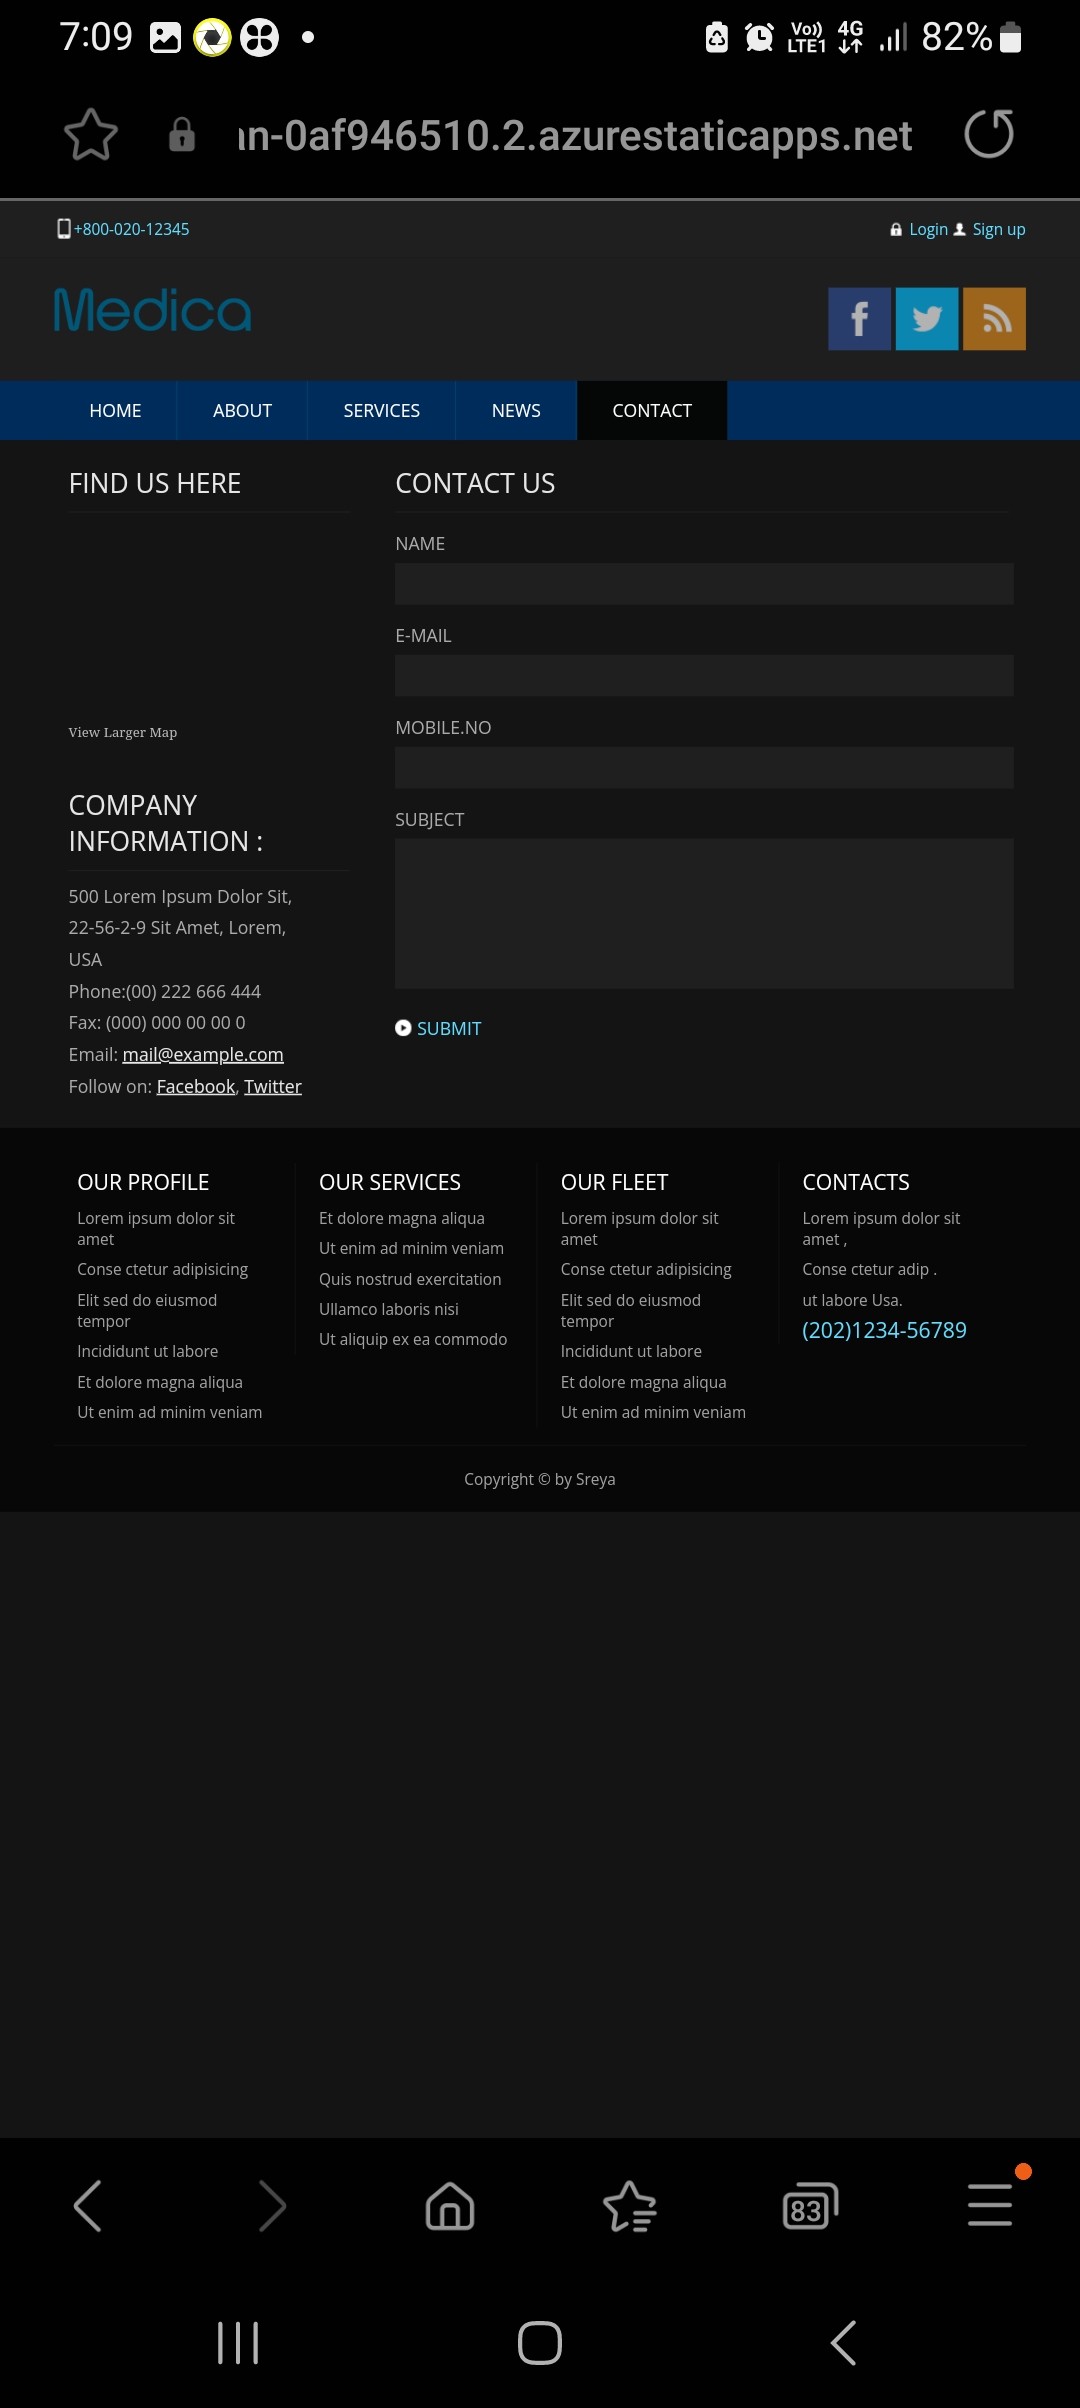 7:09
Vo))
LTE1
4G
82%
n-0af946510.2.azurestaticapps.net
+800-020-12345
Login
Sign up
Medica
HOME
ABOUT
SERVICES
NEWS
CONTACT
FIND US HERE
View Larger Map
COMPANY
INFORMATION :
500 Lorem Ipsum Dolor Sit,
22-56-2-9 Sit Amet, Lorem,
USA
Phone:(00) 222 666 444
Fax: (000) 000 00 00 0
Email: mail@example.com
Follow on: Facebook, Twitter
CONTACT US
NAME
E-MAIL
MOBILE.NO
SUBJECT
SUBMIT
OUR PROFILE
Lorem ipsum dolor sit
amet
Conse ctetur adipisicing
Elit sed do eiusmod
tempor
Incididunt ut labore
Et dolore magna aliqua
Ut enim ad minim veniam
OUR SERVICES
Et dolore magna aliqua
Ut enim ad minim veniam
Quis nostrud exercitation
Ullamco laboris nisi
Ut aliquip ex ea commodo
OUR FLEET
Lorem ipsum dolor sit
amet
Conse ctetur adipisicing
Elit sed do eiusmod
tempor
Incididunt ut labore
Et dolore magna aliqua
Ut enim ad minim veniam
CONTACTS
Lorem ipsum dolor sit
amet ,
Conse ctetur adip .
ut labore Usa.
(202)1234-56789
Copyright © by Sreya
83